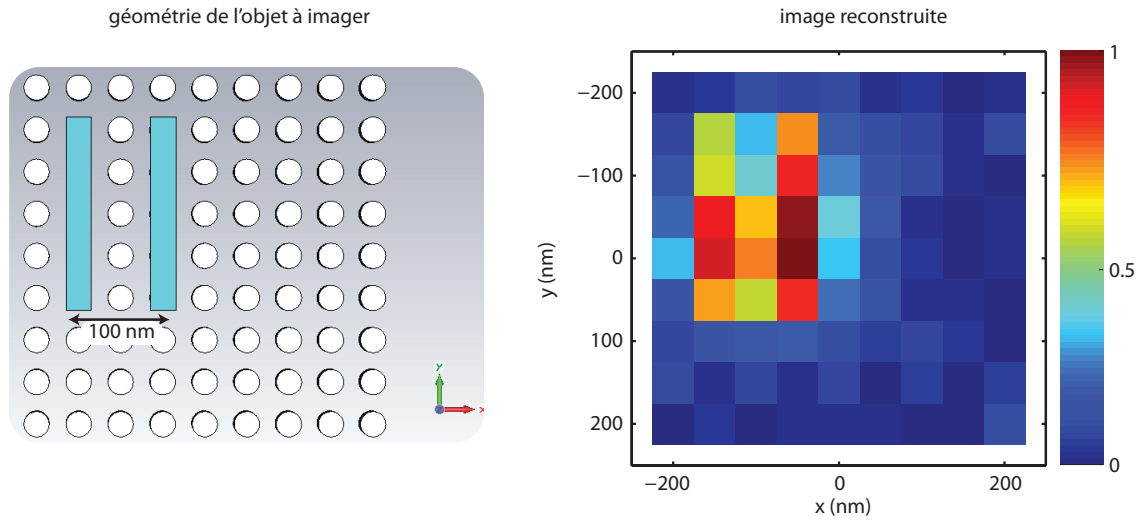 géométrie de l'objet à imager
100 nm
y
x
image reconstruite
−200
−100
0
100
200
y (nm)
−200
0
200
x (nm)
1
0.5
0